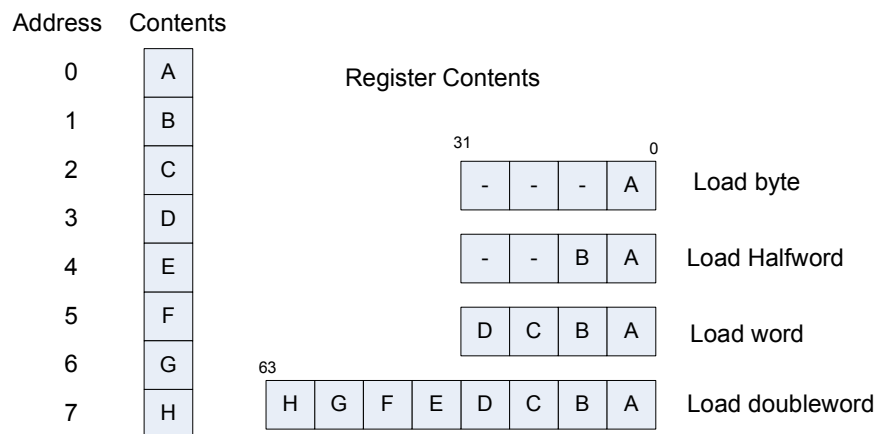 Address Contents
0 A
1 B
2 C
3 D
4 E
5 F
6 G
7 H
Register Contents
31 0
- - - A Load byte
- - B A Load Halfword
D C B A Load word
63
H G F E D C B A Load doubleword